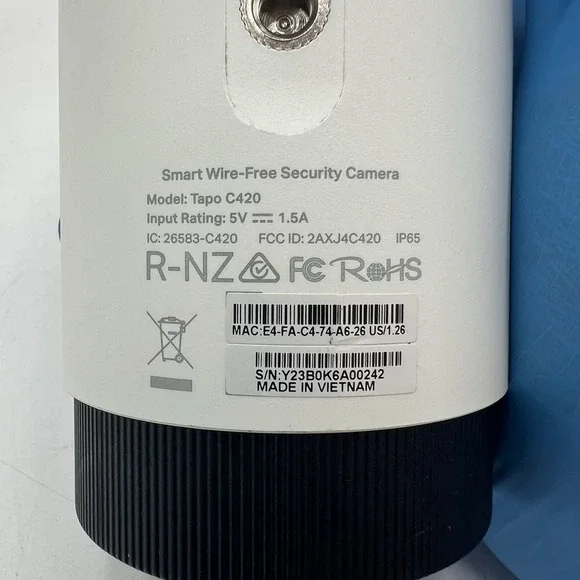 Smart Wire-Free Security Camera
Model: Tapo C420
Input Rating: 5V ⎓ 1.5A
IC: 26583-C420 FCC ID: 2AXJ4C420 IP65
R-NZ FC RoHS
MAC:E4-FA-C4-74-A6-26 US/1.26
S/N:Y23B0K6A00242
MADE IN VIETNAM